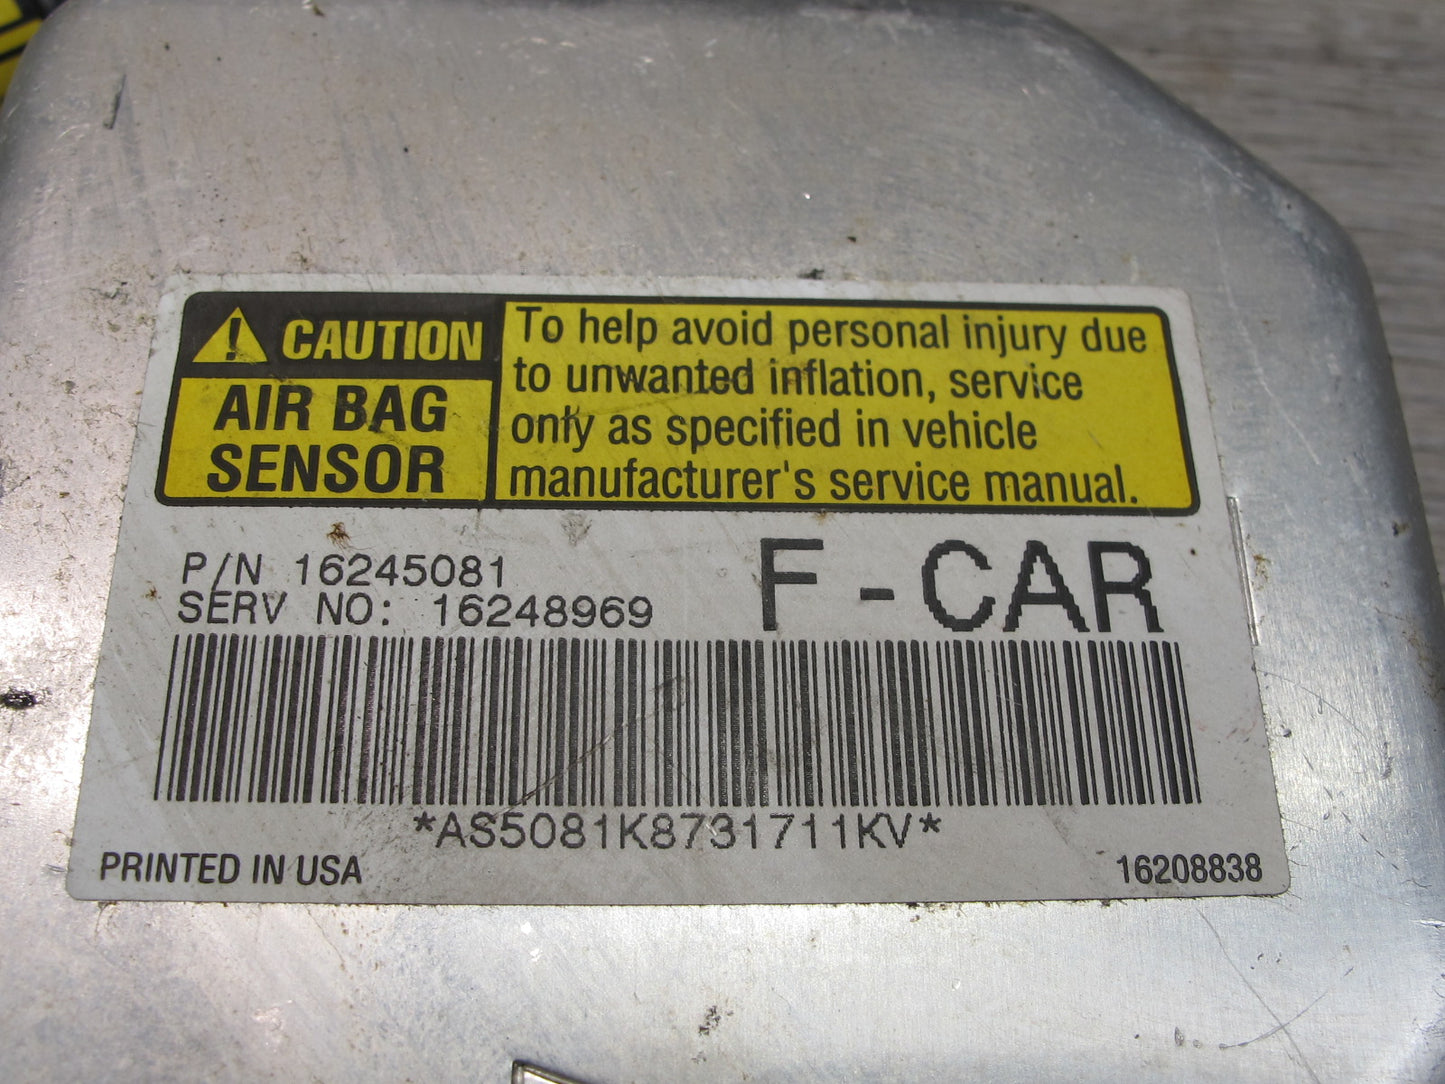 ! CAUTION
AIR BAG
SENSOR
To help avoid personal injury due
to unwanted inflation, service
only as specified in vehicle
manufacturer's service manual.
P/N 16245081
SERV NO: 16248969
F-CAR
*AS5081K8731711KV*
PRINTED IN USA
16208838